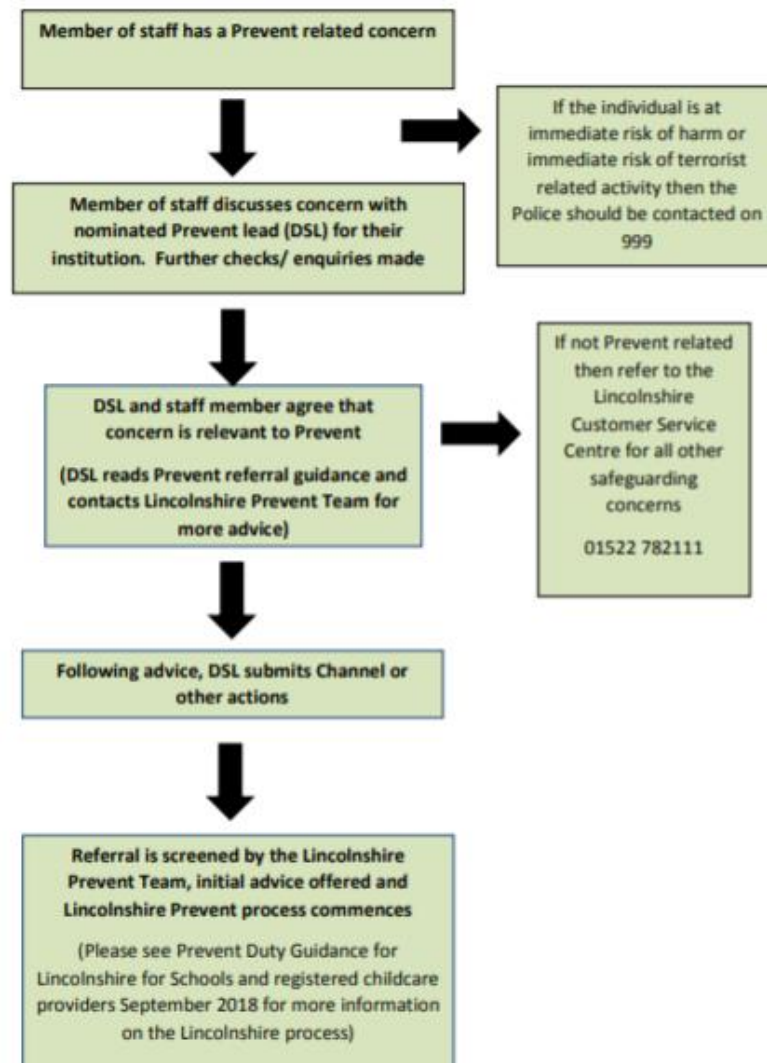 Member of staff has a Prevent related concern
If the individual is at
immediate risk of harm or
immediate risk of terrorist
related activity then the
Police should be contacted on
999
Member of staff discusses concern with
nominated Prevent lead (DSL) for their
institution. Further checks/ enquiries made
If not Prevent related
then refer to the
Lincolnshire
Customer Service
Centre for all other
safeguarding
concerns
01522 782111
DSL and staff member agree that
concern is relevant to Prevent
(DSL reads Prevent referral guidance and
contacts Lincolnshire Prevent Team for
more advice)
Following advice, DSL submits Channel or
other actions
Referral is screened by the Lincolnshire
Prevent Team, initial advice offered and
Lincolnshire Prevent process commences
(Please see Prevent Duty Guidance for
Lincolnshire for Schools and registered childcare
providers September 2018 for more information
on the Lincolnshire process)